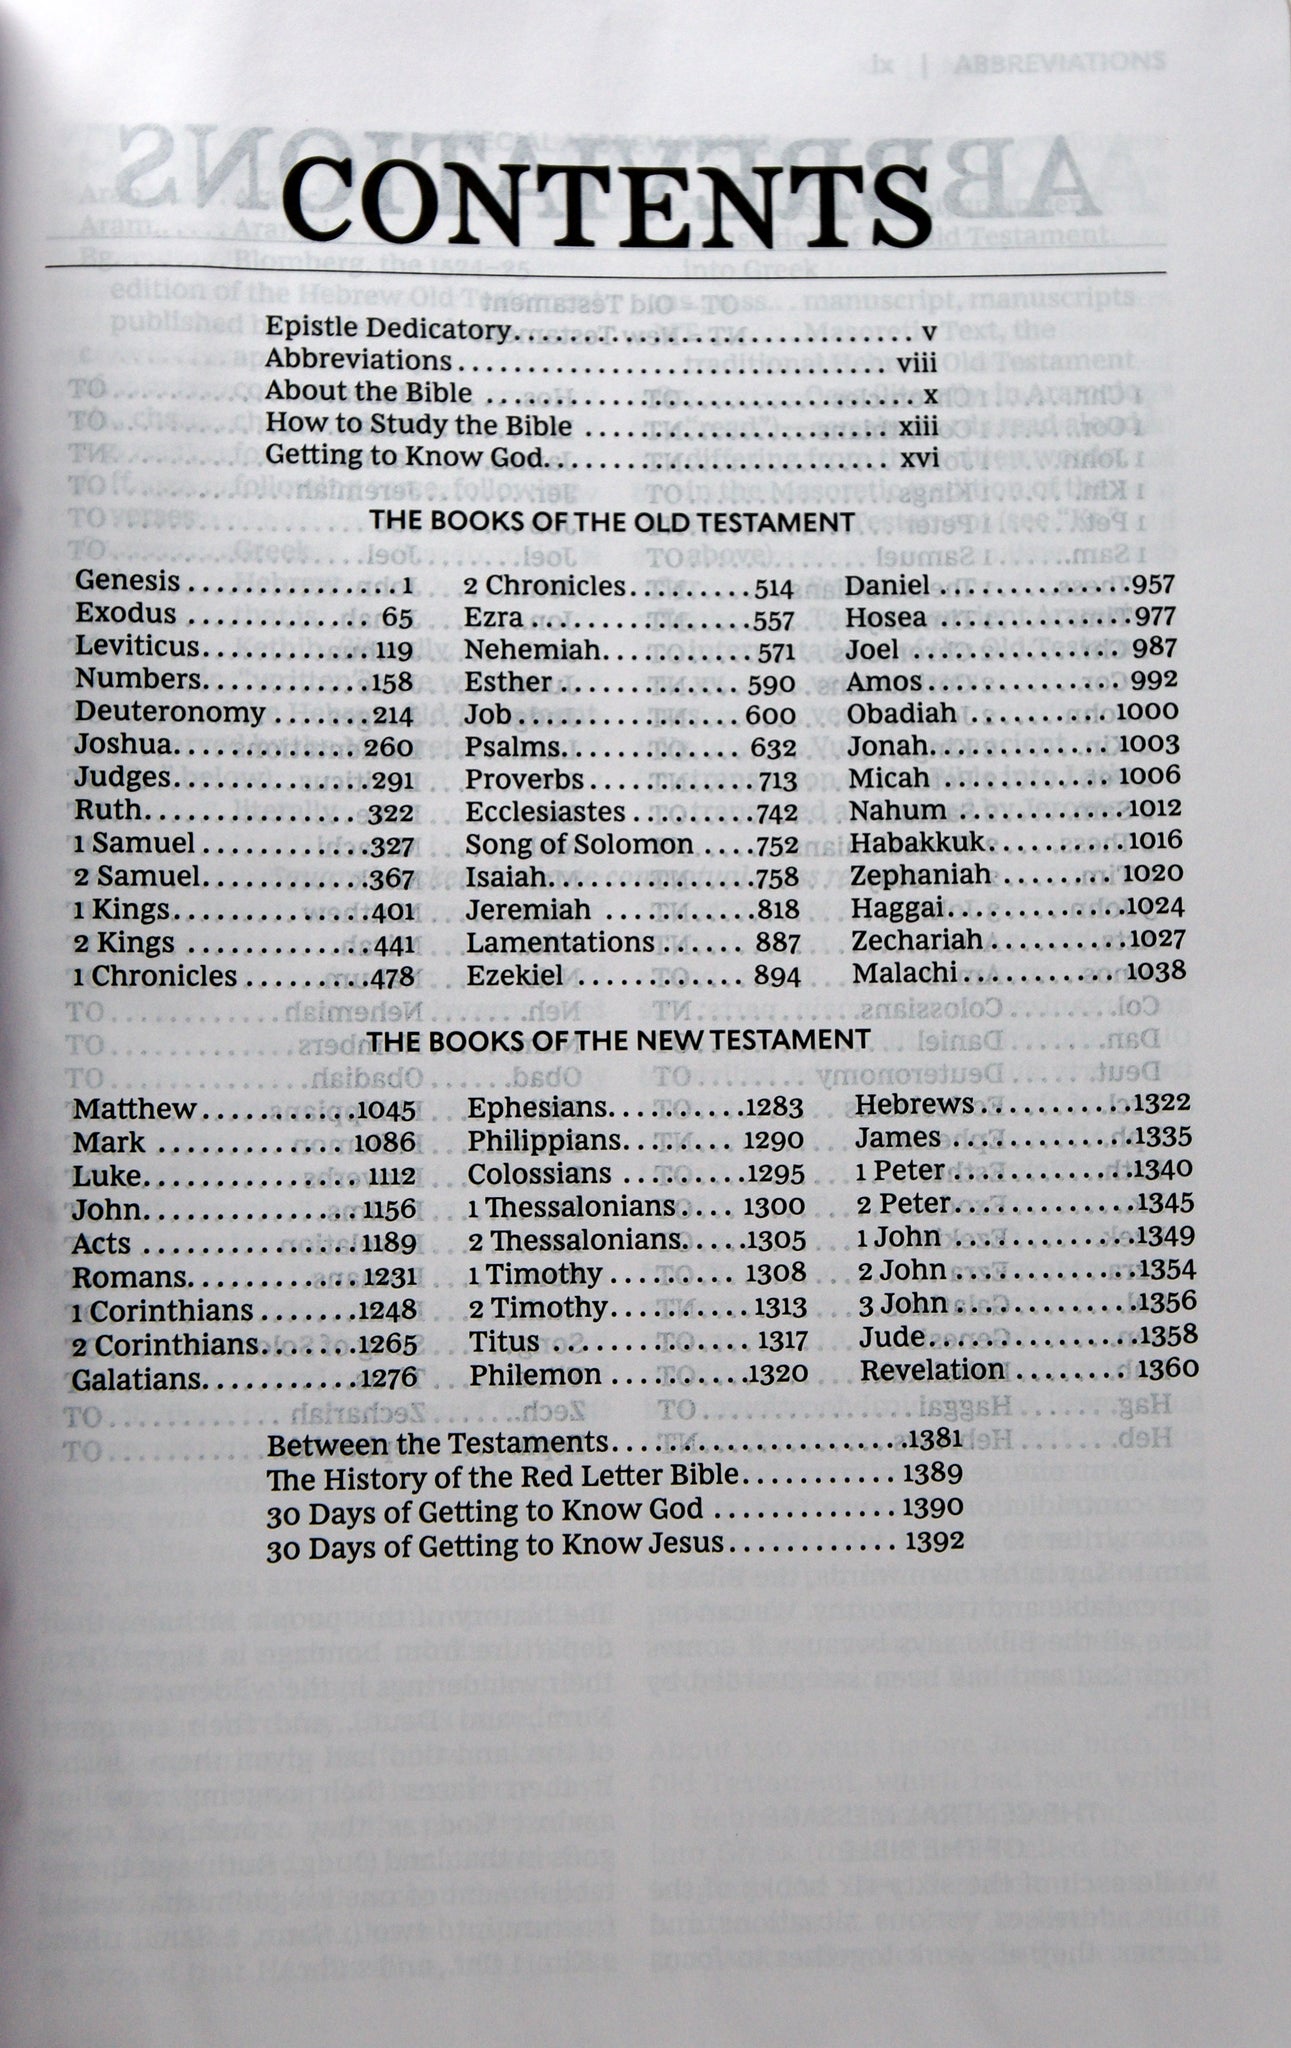 CONTENTS
Epistle Dedicatory............................. v
Abbreviations................................ viii
About the Bible ................................ x
How to Study the Bible ...................... xiii
Getting to Know God......................... xvi
THE BOOKS OF THE OLD TESTAMENT
Genesis...............1
Exodus ............. 65
Leviticus............119
Numbers............158
Deuteronomy .......214
Joshua..............260
Judges..............291
Ruth................322
1 Samuel............327
2 Samuel............367
1 Kings..............401
2 Kings .............441
1 Chronicles .........478
2 Chronicles.........514
Ezra................557
Nehemiah...........571
Esther ............. 590
Job.................600
Psalms............. 632
Proverbs ............713
Ecclesiastes .........742
Song of Solomon ....752
Isaiah...............758
Jeremiah ............818
Lamentations ...... 887
Ezekiel ............ 894
Daniel ..............957
Hosea ..............977
Joel ............... 987
Amos.............. 992
Obadiah .......... 1000
Jonah............. 1003
Micah ............ 1006
Nahum ............1012
Habakkuk..........1016
Zephaniah ........ 1020
Haggai.............1024
Zechariah ..........1027
Malachi........... 1038
THE BOOKS OF THE NEW TESTAMENT
Matthew............1045
Mark ............. 1086
Luke............... 1112
John...............1156
Acts ...............1189
Romans............1231
1 Corinthians .......1248
2 Corinthians.......1265
Galatians...........1276
Ephesians..........1283
Philippians........ 1290
Colossians .........1295
1 Thessalonians.... 1300
2 Thessalonians.....1305
1 Timothy ......... 1308
2 Timothy..........1313
Titus ..............1317
Philemon ..........1320
Hebrews...........1322
James .............1335
1 Peter.............1340
2 Peter.............1345
1 John .............1349
2 John .............1354
3 John .............1356
Jude...............1358
Revelation ........ 1360
Between the Testaments.....................1381
The History of the Red Letter Bible........... 1389
30 Days of Getting to Know God ............. 1390
30 Days of Getting to Know Jesus............ 1392